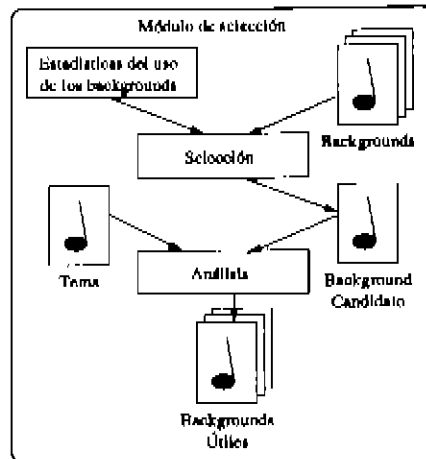 Módulo de selección
Estadísticas del uso
de los backgrounds
Backgrounds
Selección
Tema
Análisis
Background
Candidato
Backgrounds
Útiles